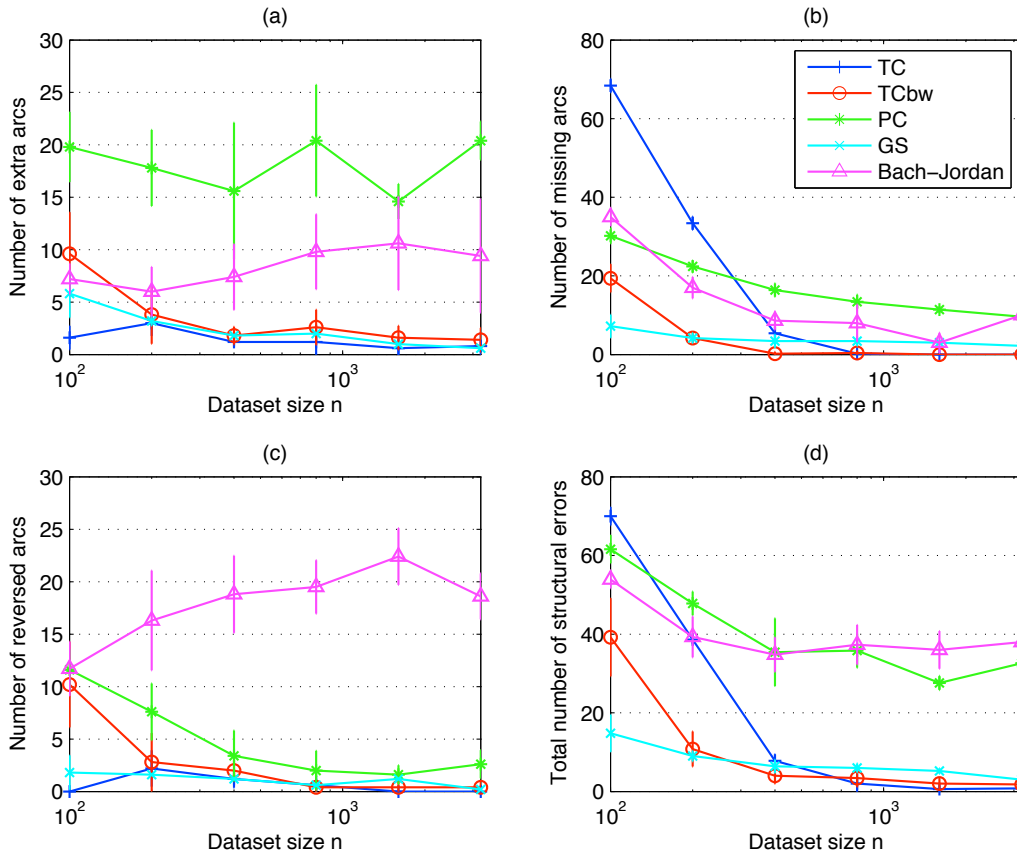 (a)
Number of extra arcs
30
25
20
15
10
5
0
10^2
10^3
Dataset size n
(b)
Number of missing arcs
80
60
40
20
0
10^2
10^3
Dataset size n
TC
TCbw
PC
GS
Bach-Jordan
(c)
Number of reversed arcs
30
25
20
15
10
5
0
10^2
10^3
Dataset size n
(d)
Total number of structural errors
80
60
40
20
0
10^2
10^3
Dataset size n